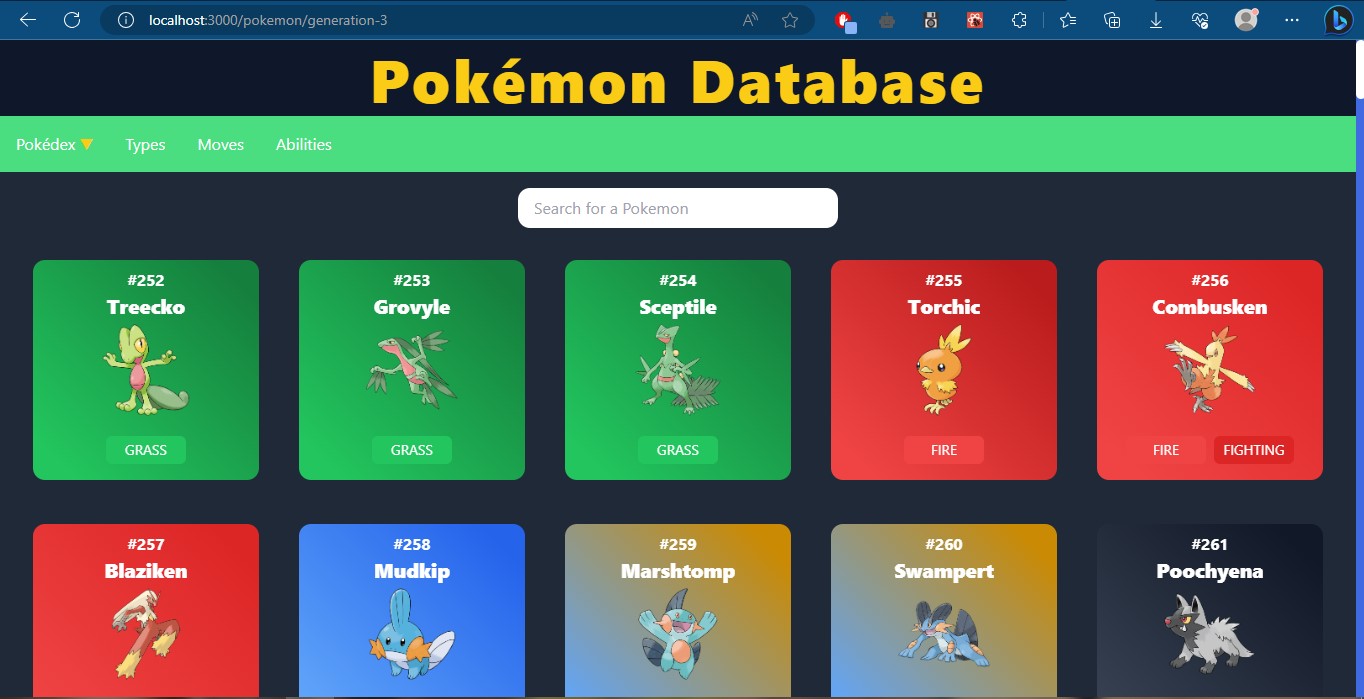 localhost:3000/pokemon/generation-3
Pokémon Database
Pokédex ▼ Types Moves Abilities
Search for a Pokemon
#252
Treecko
GRASS
#253
Grovyle
GRASS
#254
Sceptile
GRASS
#255
Torchic
FIRE
#256
Combusken
FIRE FIGHTING
#257
Blaziken
#258
Mudkip
#259
Marshtomp
#260
Swampert
#261
Poochyena